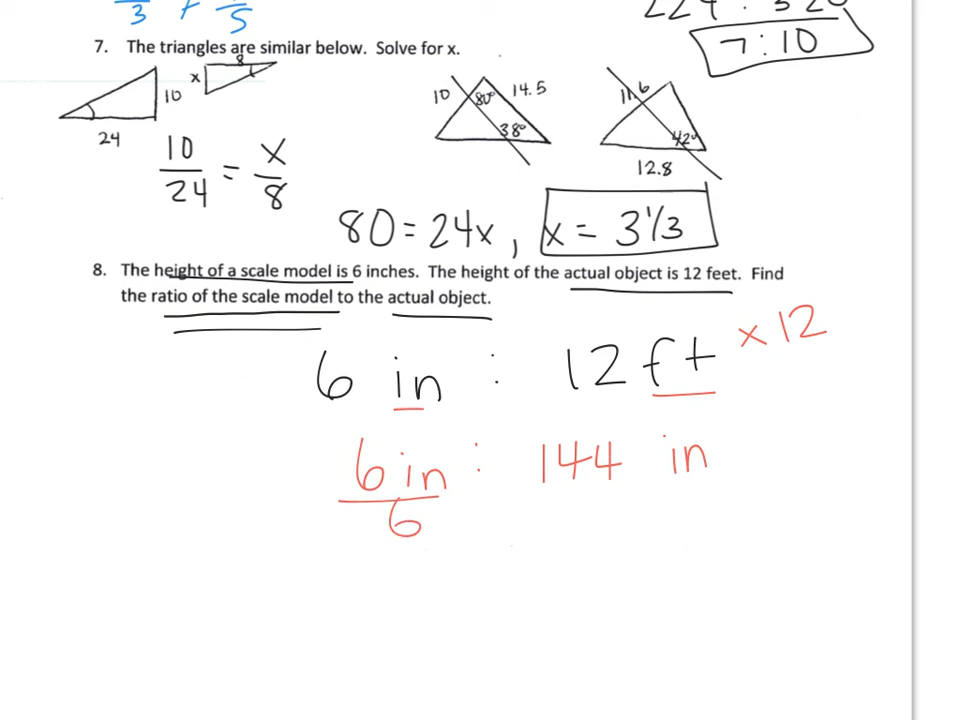 3 + 5
7 : 10
7. The triangles are similar below. Solve for x.
x 8
10
24
10 80° 14.5
38°
11.6
42°
12.8
10/24 = x/8
80 = 24x, x = 3 1/3
8. The height of a scale model is 6 inches. The height of the actual object is 12 feet. Find
the ratio of the scale model to the actual object.
6 in : 12 ft x 12
6 in : 144 in
6